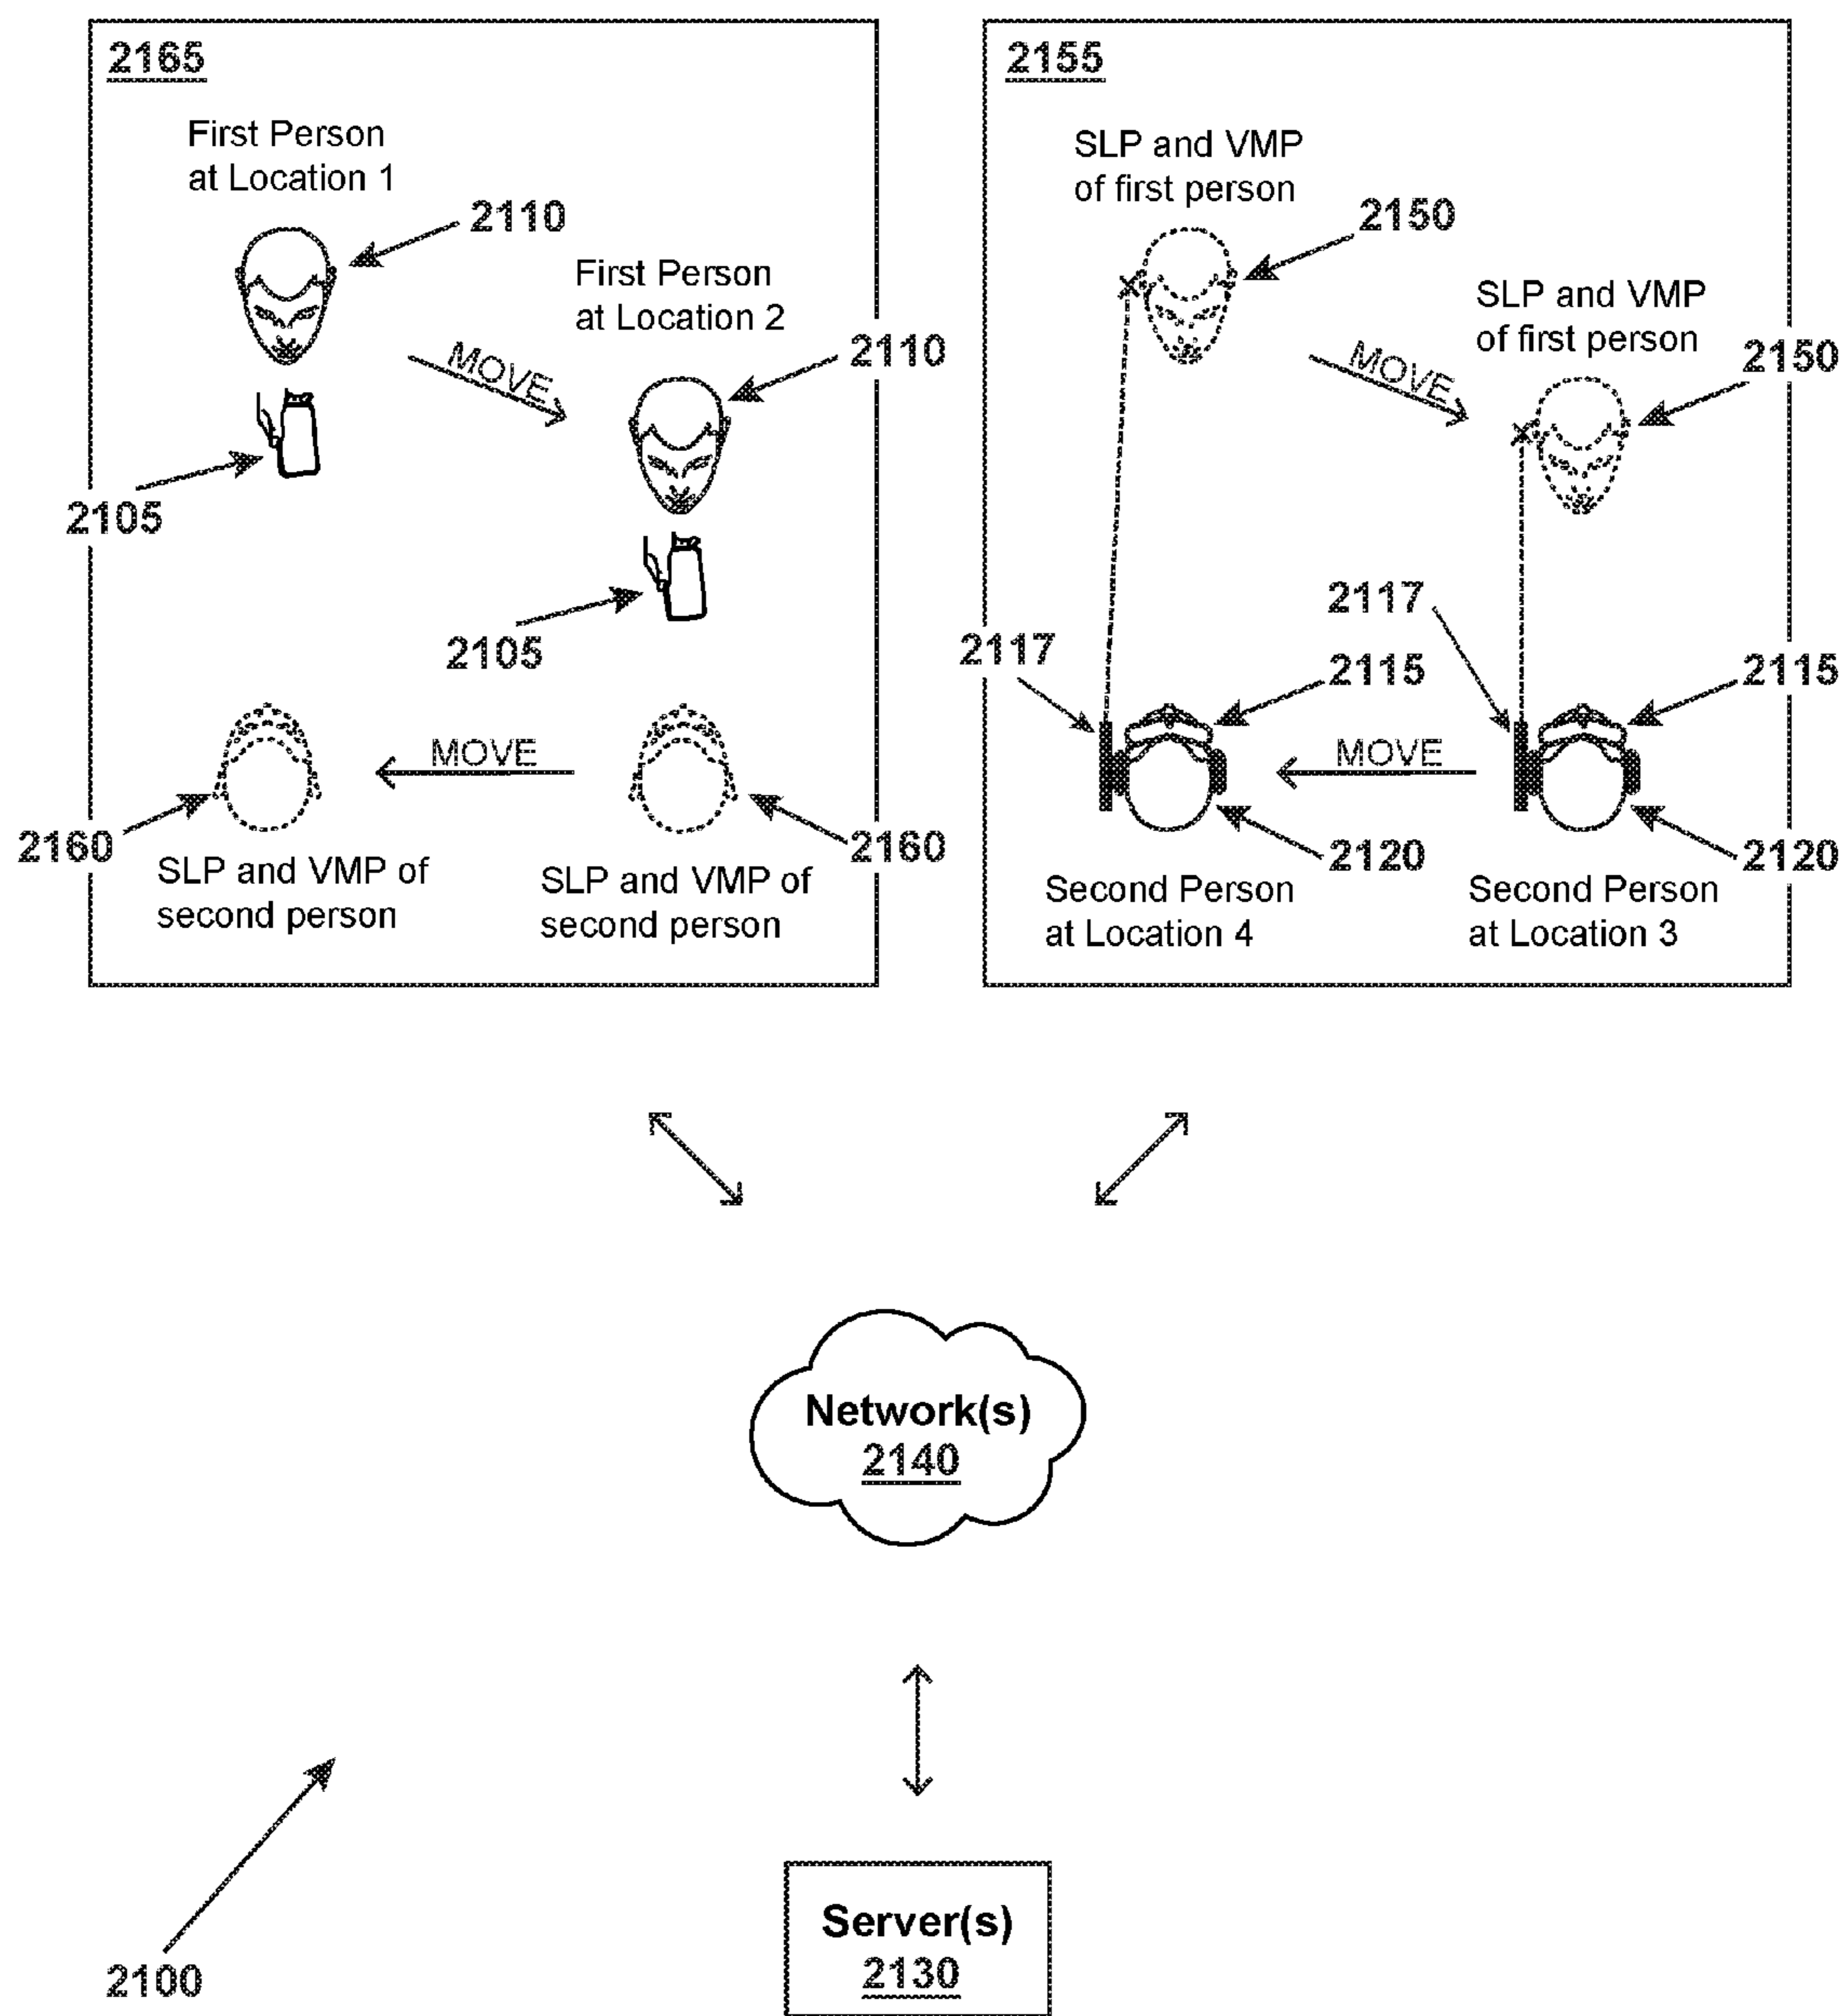 2165
First Person
at Location 1
2110
First Person
at Location 2
2110
MOVE
2105
2105
MOVE
2160
2160
SLP and VMP of
second person
SLP and VMP of
second person
2155
SLP and VMP
of first person
2150
SLP and VMP
of first person
2150
MOVE
2117
2117
2115
2115
MOVE
2120
2120
Second Person
at Location 4
Second Person
at Location 3
Network(s)
2140
Server(s)
2130
2100